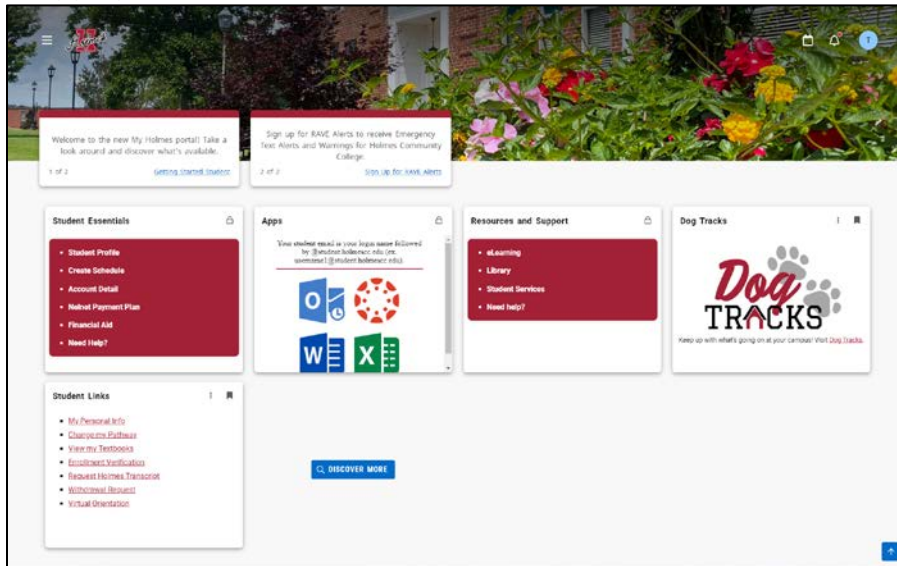 H
Holmes
T
Welcome to the new My Holmes portal! Take a
look around and discover what's available.
1 of 2
Getting Started Student
Sign up for RAVE Alerts to receive Emergency
Text Alerts and Warnings for Holmes Community
College.
2 of 2
Sign Up for RAVE Alerts
Student Essentials
Student Profile
Create Schedule
Account Detail
Nelnet Payment Plan
Financial Aid
Need Help?
Apps
Your student email is your login name followed
by @student.holmescc.edu (ex.
username1@student.holmescc.edu).
O
W
X
Resources and Support
eLearning
Library
Student Services
Need help?
Dog Tracks
Dog
TRACKS
Keep up with what's going on at your campus! Visit Dog Tracks.
Student Links
My Personal Info
Change my Pathway
View my Textbooks
Enrollment Verification
Request Holmes Transcript
Withdrawal Request
Virtual Orientation
DISCOVER MORE